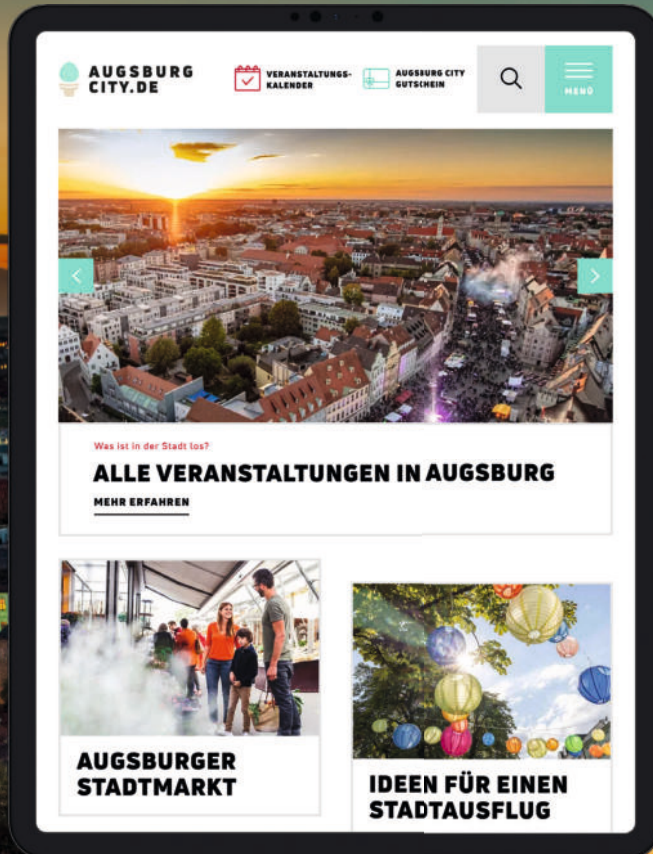 AUGSBURG
CITY.DE
VERANSTALTUNGS-
KALENDER
AUGSBURG CITY
GUTSCHEIN
MENÜ
Was ist in der Stadt los?
ALLE VERANSTALTUNGEN IN AUGSBURG
MEHR ERFAHREN
AUGSBURGER
STADTMARKT
IDEEN FÜR EINEN
STADTAUSFLUG